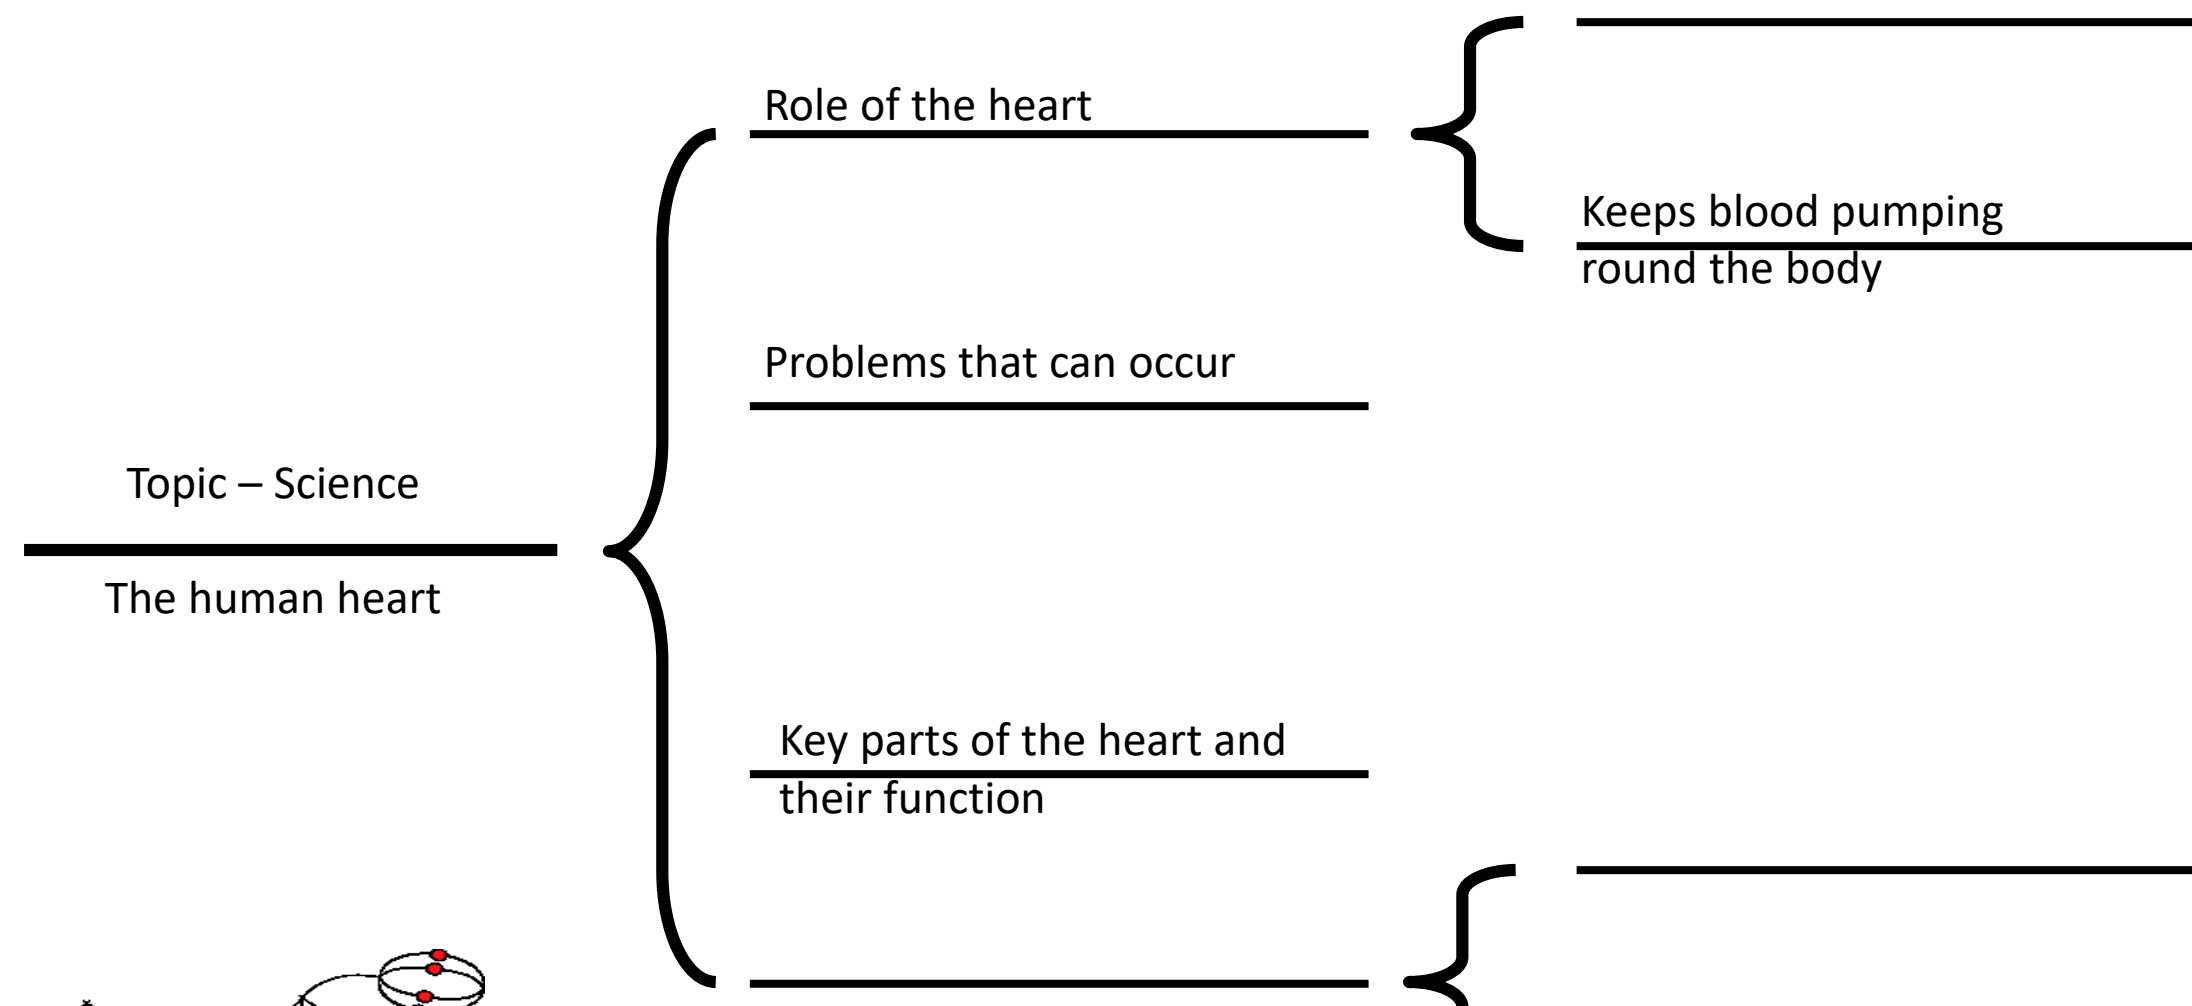 Role of the heart
Keeps blood pumping
round the body
Problems that can occur
Topic – Science
The human heart
Key parts of the heart and
their function